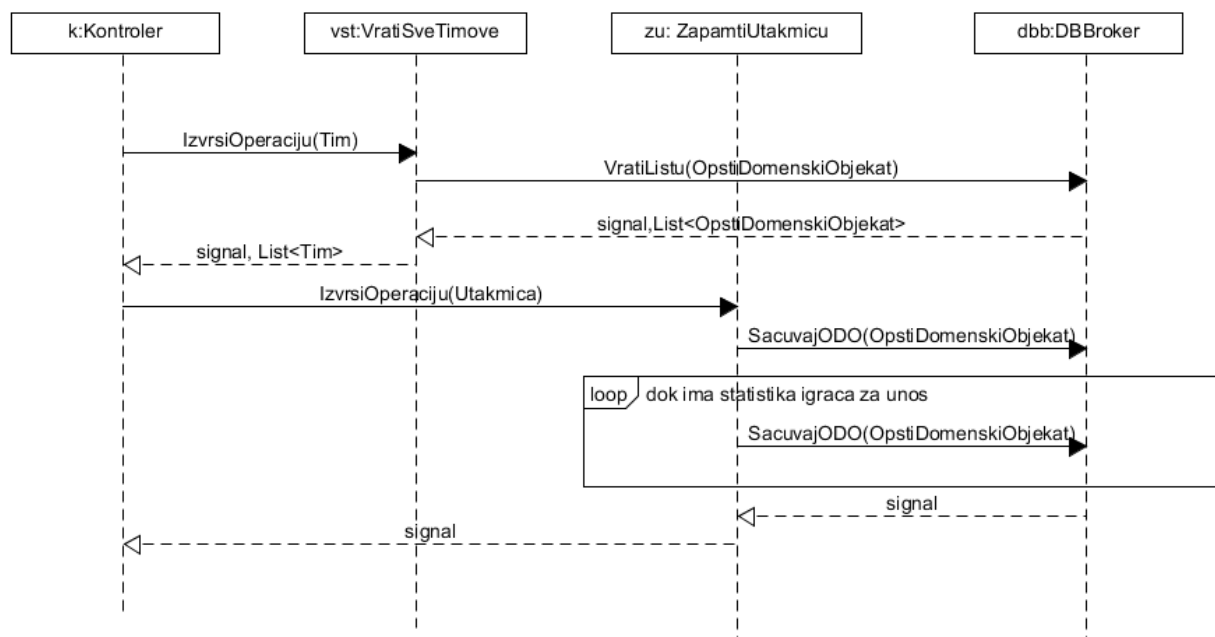 k:Kontroler
vst:VratiSveTimove
zu: ZapamtiUtakmicu
dbb:DBBroker
IzvrsiOperaciju(Tim)
VratiListu(OpstiDomenskiObjekat)
signal,List<OpstiDomenskiObjekat>
signal, List<Tim>
IzvrsiOperaciju(Utakmica)
SacuvajODO(OpstiDomenskiObjekat)
loop dok ima statistika igraca za unos
SacuvajODO(OpstiDomenskiObjekat)
signal
signal